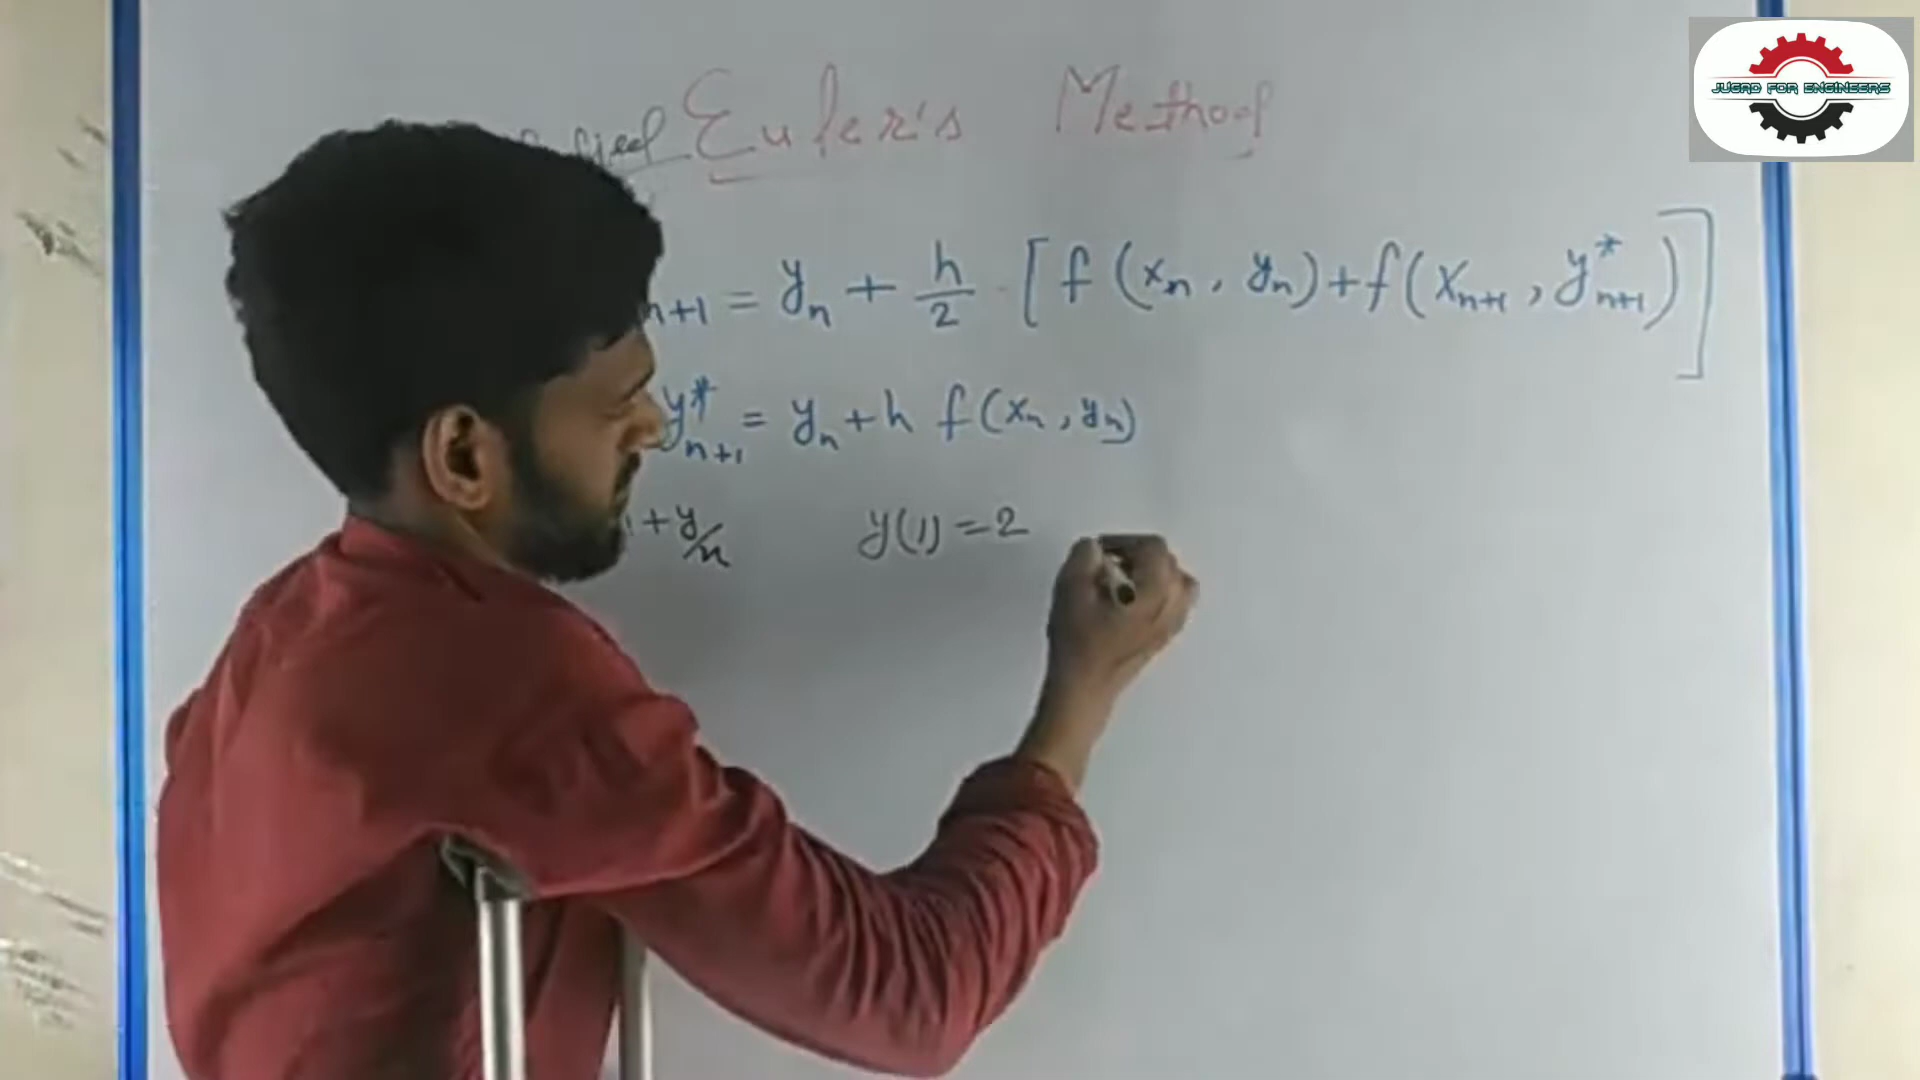 JUGAD FOR ENGINEERS
Euler's Method
n+1 = yn + h/2 [f(xn, yn) + f(xn+1, y*n+1)]
y*n+1 = yn + h f(xn, yn)
+ y/x y(1) = 2